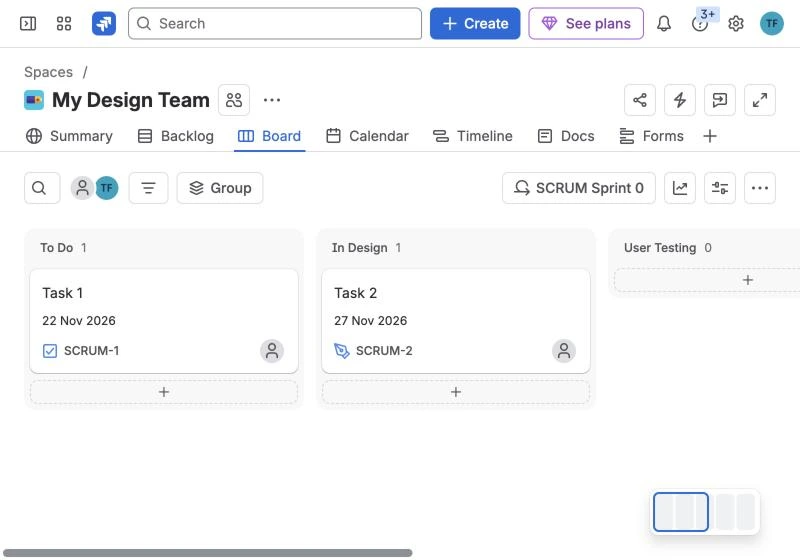 Search
Create
See plans
3+
TF
Spaces /
My Design Team
Summary
Backlog
Board
Calendar
Timeline
Docs
Forms
TF
Group
SCRUM Sprint 0
To Do 1
In Design 1
User Testing 0
Task 1
22 Nov 2026
SCRUM-1
Task 2
27 Nov 2026
SCRUM-2